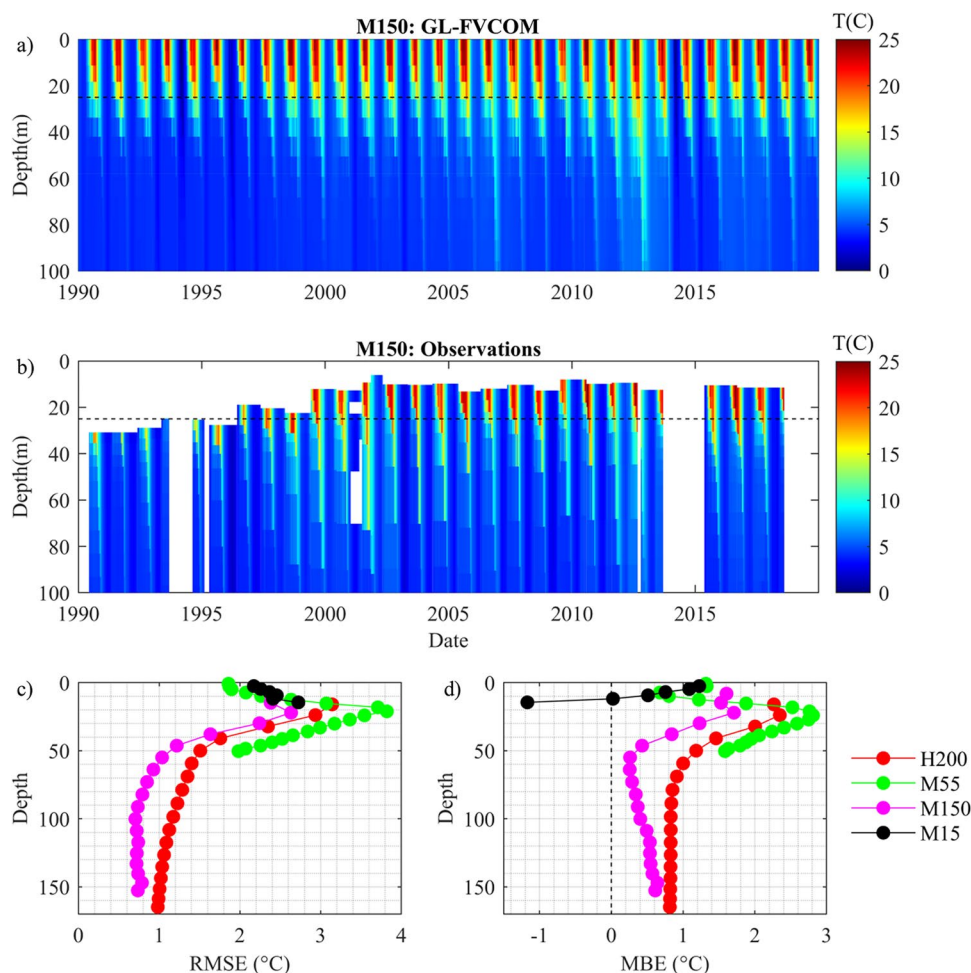 M150: GL-FVCOM
T(C)
a)
0
20
40
60
80
100
Depth(m)
1990
1995
2000
2005
2010
2015
25
20
15
10
5
0
M150: Observations
T(C)
b)
0
20
40
60
80
100
Depth(m)
1990
1995
2000
2005
2010
2015
Date
25
20
15
10
5
0
c)
0
50
100
150
Depth
1
2
3
4
RMSE (°C)
d)
0
50
100
150
Depth
-1
0
1
2
3
MBE (°C)
H200
M55
M150
M15